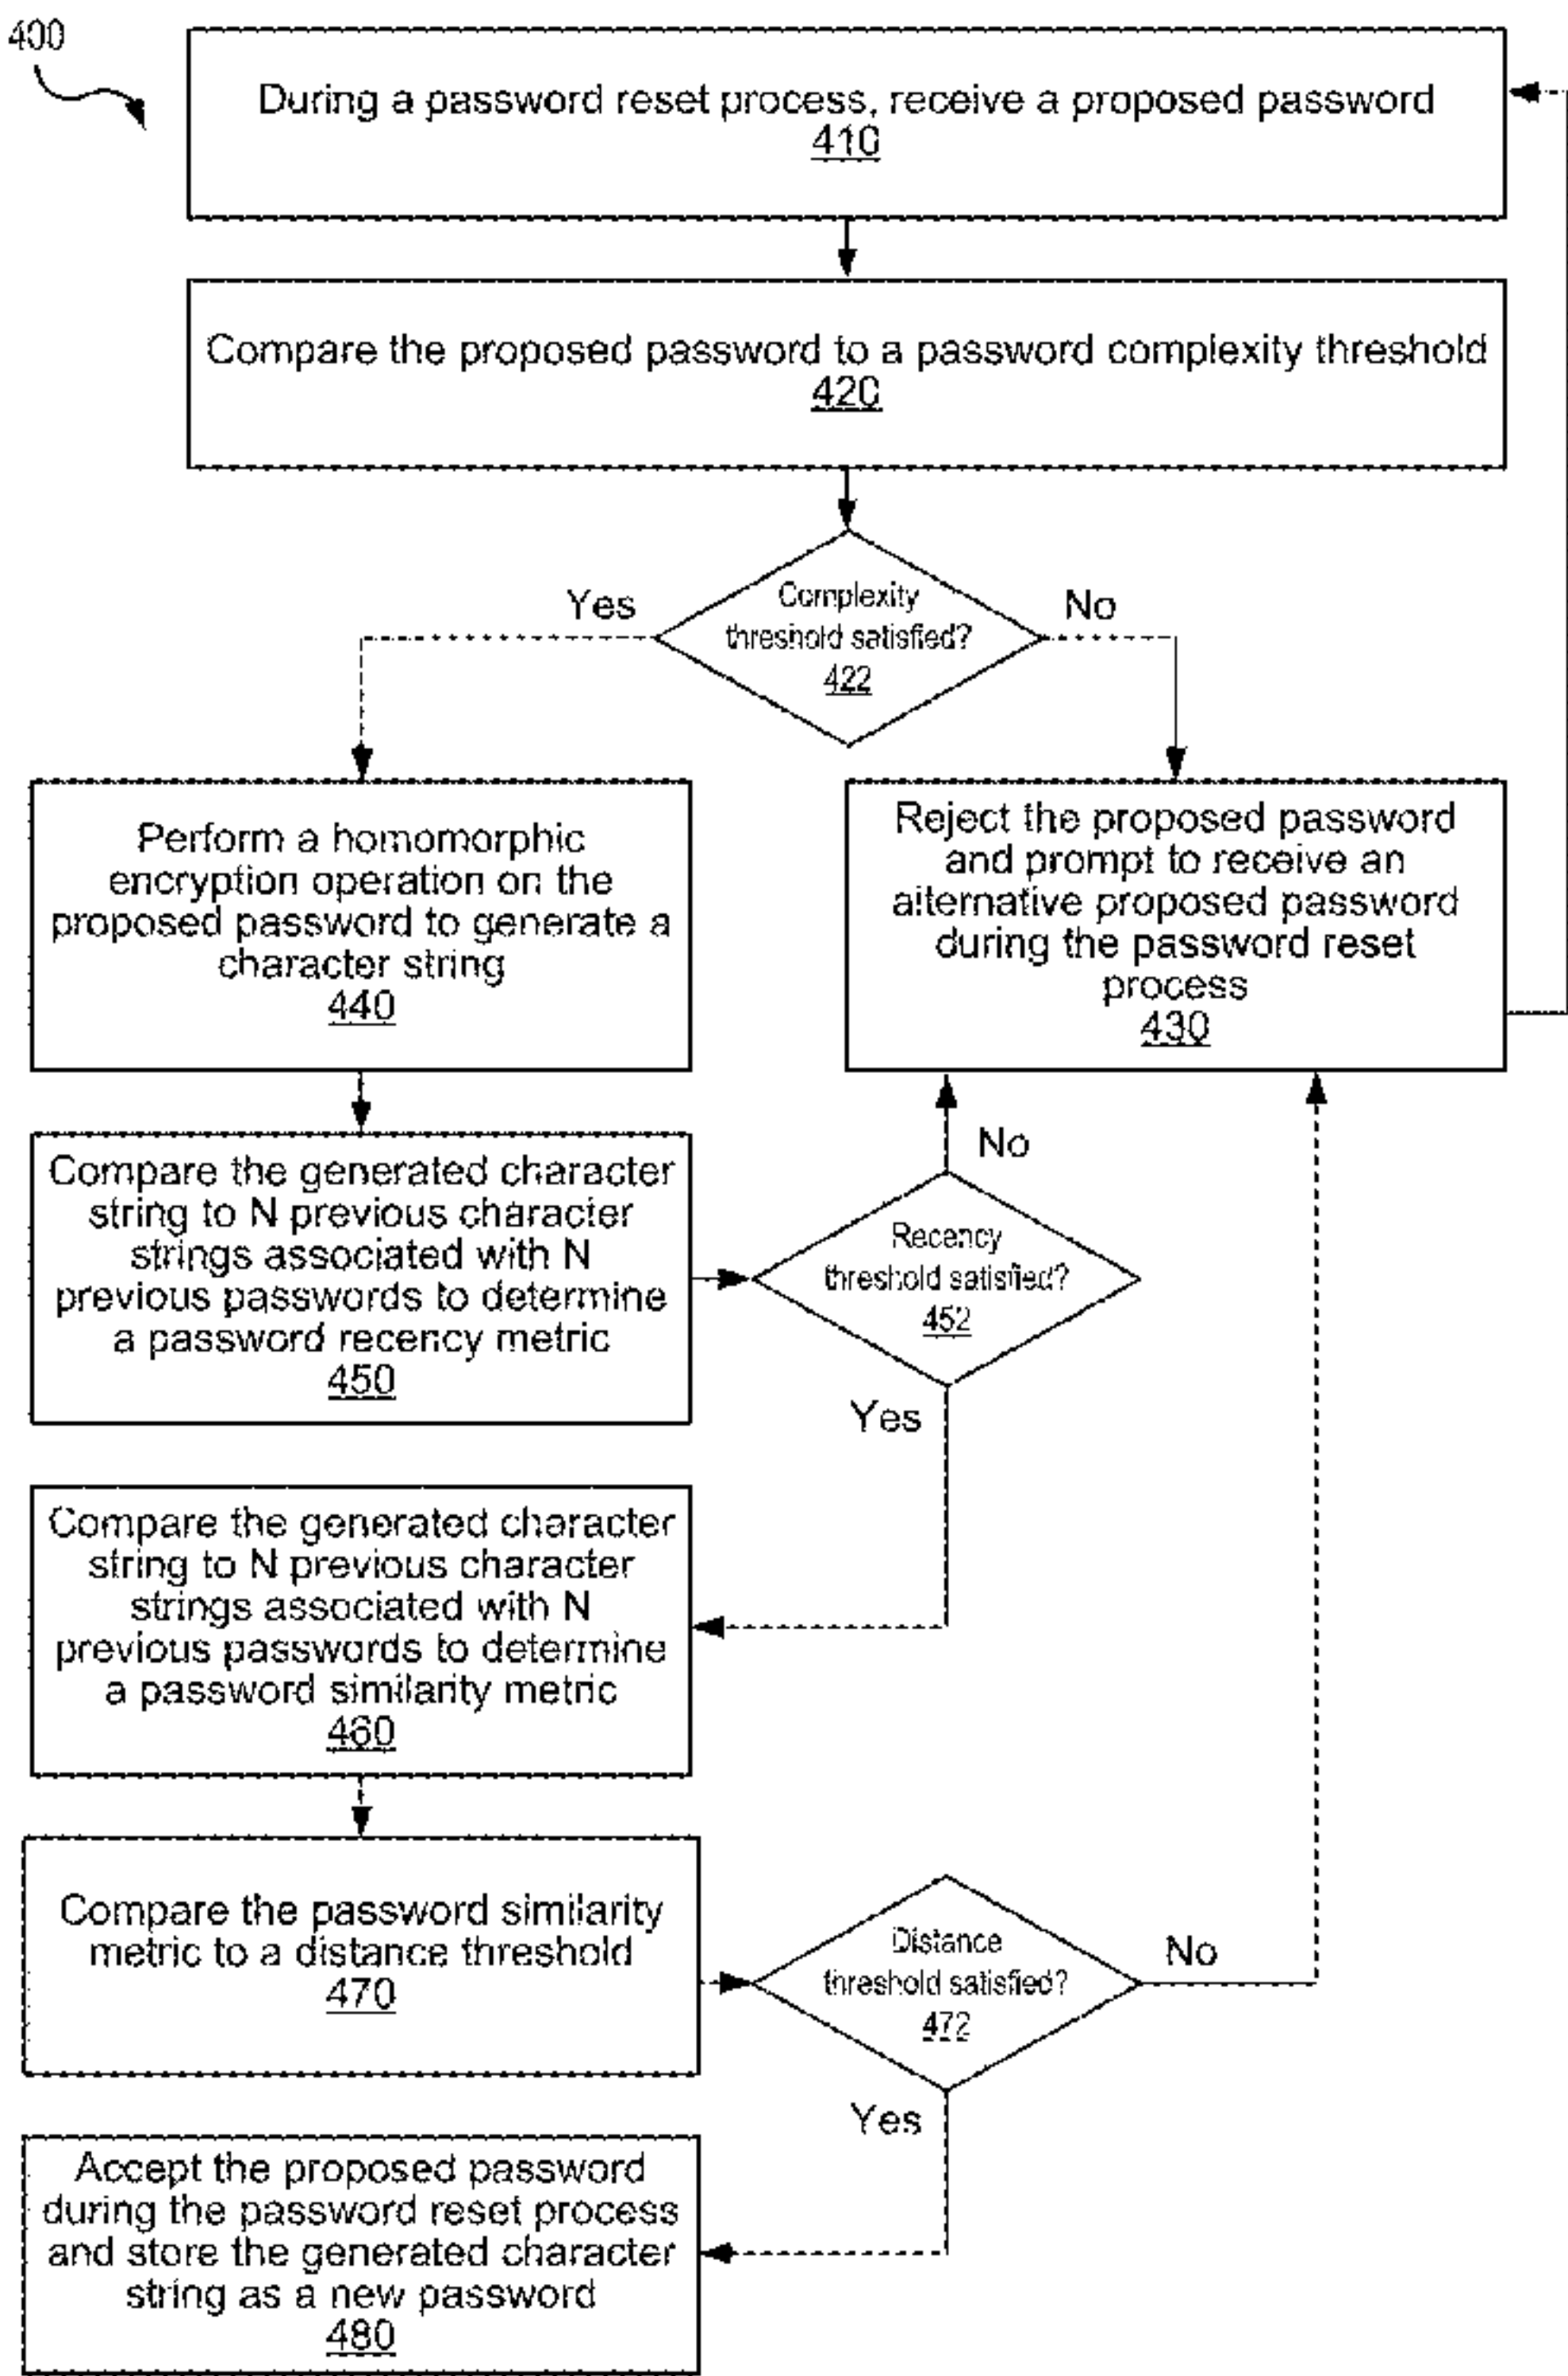 400
During a password reset process, receive a proposed password
410
Compare the proposed password to a password complexity threshold
420
Complexity
threshold satisfied?
422
Yes
No
Perform a homomorphic
encryption operation on the
proposed password to generate a
character string
440
Reject the proposed password
and prompt to receive an
alternative proposed password
during the password reset
process
430
Compare the generated character
string to N previous character
strings associated with N
previous passwords to determine
a password recency metric
450
No
Recency
threshold satisfied?
452
Yes
Compare the generated character
string to N previous character
strings associated with N
previous passwords to determine
a password similarity metric
460
Compare the password similarity
metric to a distance threshold
470
Distance
threshold satisfied?
472
No
Yes
Accept the proposed password
during the password reset process
and store the generated character
string as a new password
480